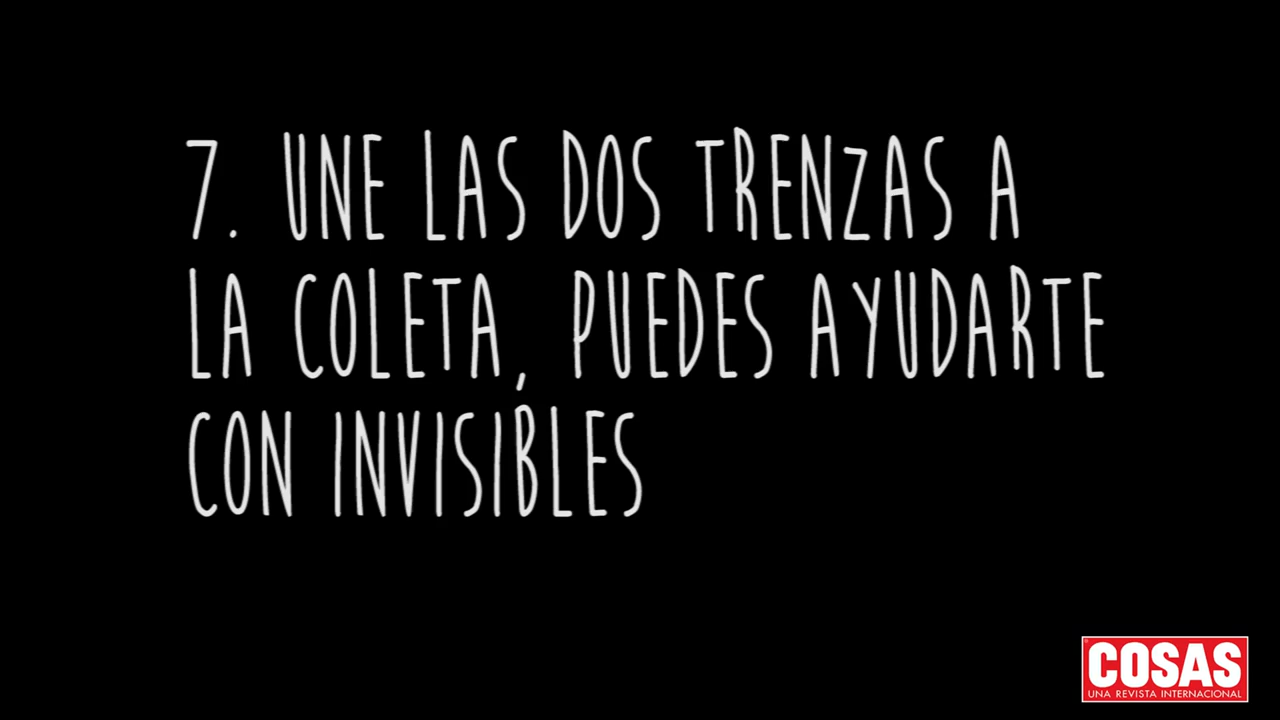 7. UNE LAS DOS TRENZAS A
LA COLETA, PUEDES AYUDARTE
CON INVISIBLES
COSAS
UNA REVISTA INTERNACIONAL